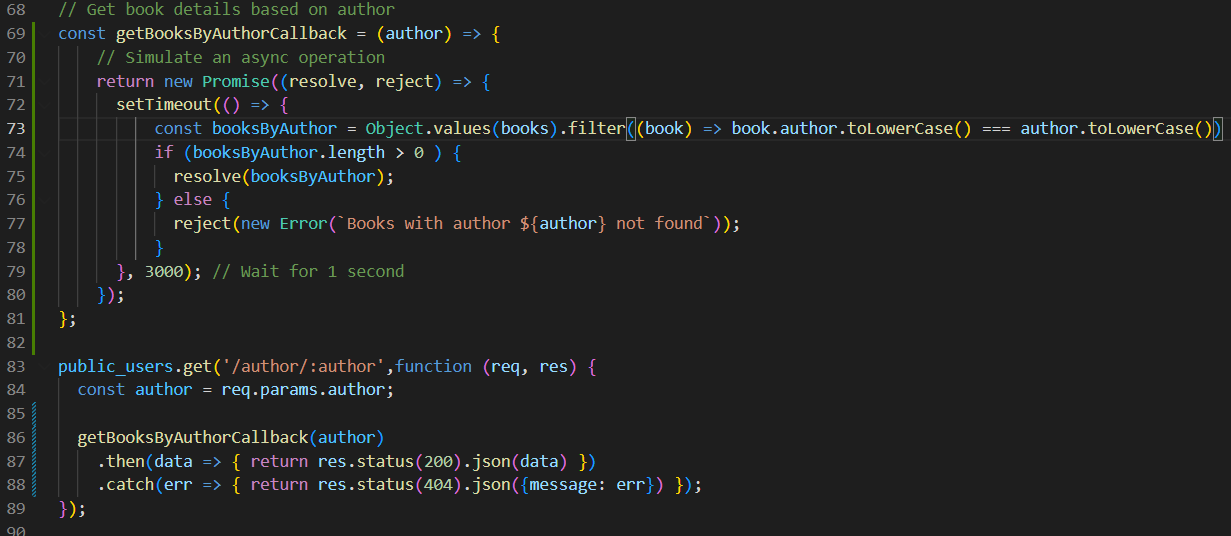 68 // Get book details based on author
69 const getBooksByAuthorCallback = (author) => {
70 // Simulate an async operation
71 return new Promise((resolve, reject) => {
72 setTimeout(() => {
73 const booksByAuthor = Object.values(books).filter((book) => book.author.toLowerCase() === author.toLowerCase())
74 if (booksByAuthor.length > 0 ) {
75 resolve(booksByAuthor);
76 } else {
77 reject(new Error(`Books with author ${author} not found`));
78 }
79 }, 3000); // Wait for 1 second
80 });
81 };
82
83 public_users.get('/author/:author',function (req, res) {
84 const author = req.params.author;
85
86 getBooksByAuthorCallback(author)
87 .then(data => { return res.status(200).json(data) })
88 .catch(err => { return res.status(404).json({message: err}) });
89 });
90